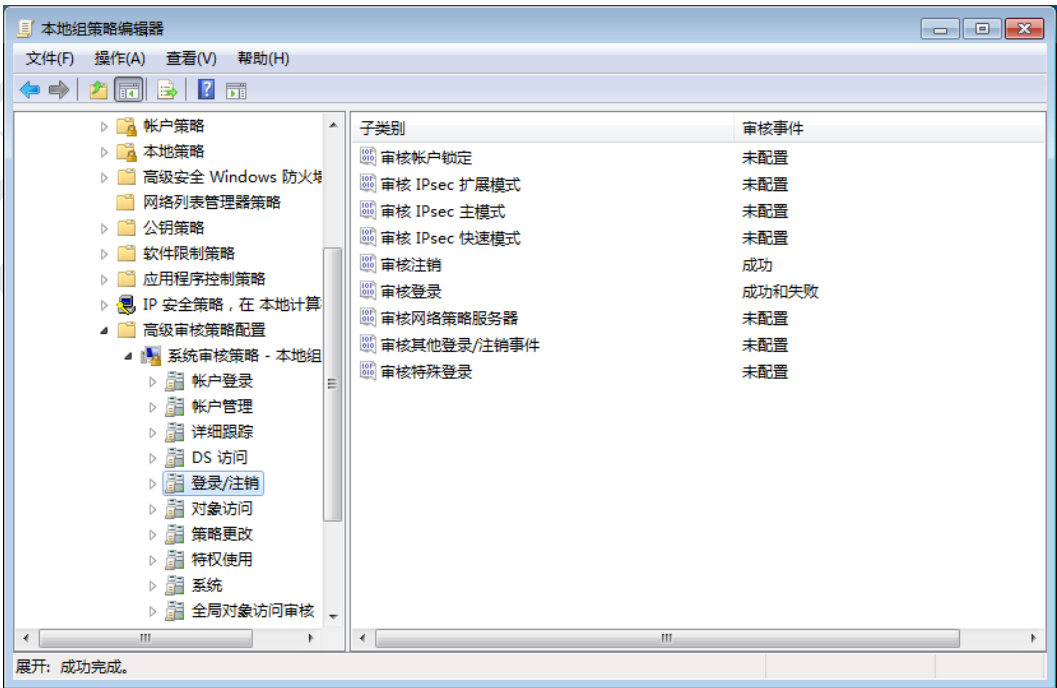 本地组策略编辑器
文件(F) 操作(A) 查看(V) 帮助(H)
帐户策略
本地策略
高级安全 Windows 防火墙
网络列表管理器策略
公钥策略
软件限制策略
应用程序控制策略
IP 安全策略，在 本地计算
高级审核策略配置
系统审核策略 - 本地组
帐户登录
帐户管理
详细跟踪
DS 访问
登录/注销
对象访问
策略更改
特权使用
系统
全局对象访问审核
子类别 审核事件
审核帐户锁定 未配置
审核 IPsec 扩展模式 未配置
审核 IPsec 主模式 未配置
审核 IPsec 快速模式 未配置
审核注销 成功
审核登录 成功和失败
审核网络策略服务器 未配置
审核其他登录/注销事件 未配置
审核特殊登录 未配置
展开: 成功完成。